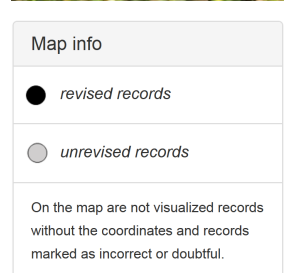 Map info
revised records
unrevised records
On the map are not visualized records
without the coordinates and records
marked as incorrect or doubtful.